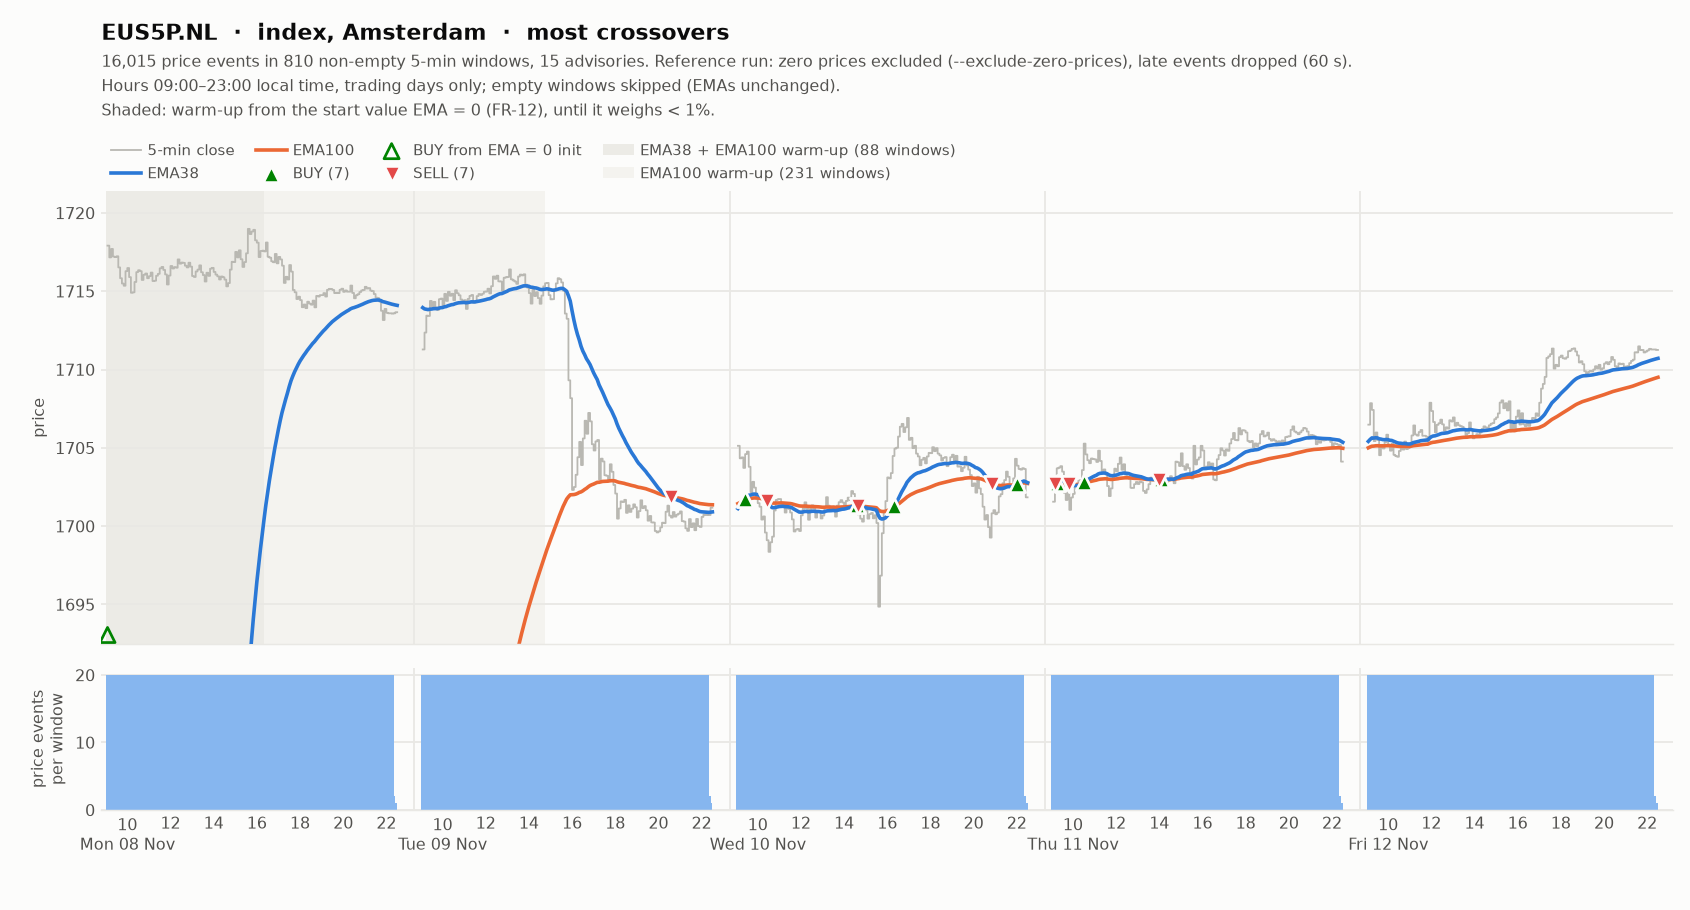 EUS5P.NL · index, Amsterdam · most crossovers
16,015 price events in 810 non-empty 5-min windows, 15 advisories. Reference run: zero prices excluded (--exclude-zero-prices), late events dropped (60 s).
Hours 09:00–23:00 local time, trading days only; empty windows skipped (EMAs unchanged).
Shaded: warm-up from the start value EMA = 0 (FR-12), until it weighs < 1%.
5-min close EMA100 BUY from EMA = 0 init EMA38 + EMA100 warm-up (88 windows)
EMA38 BUY (7) SELL (7) EMA100 warm-up (231 windows)
price
1720
1715
1710
1705
1700
1695
price events
per window
20
10
0
10 12 14 16 18 20 22 10 12 14 16 18 20 22 10 12 14 16 18 20 22 10 12 14 16 18 20 22 10 12 14 16 18 20 22
Mon 08 Nov Tue 09 Nov Wed 10 Nov Thu 11 Nov Fri 12 Nov